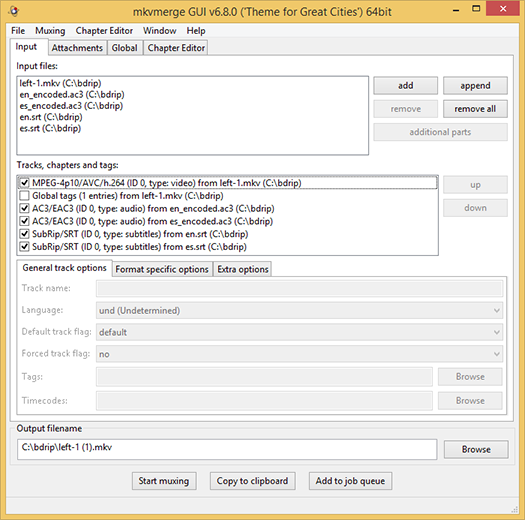 mkvmerge GUI v6.8.0 ('Theme for Great Cities') 64bit
File Muxing Chapter Editor Window Help
Input Attachments Global Chapter Editor
Input files:
left-1.mkv (C:\bdrip)
en_encoded.ac3 (C:\bdrip)
es_encoded.ac3 (C:\bdrip)
en.srt (C:\bdrip)
es.srt (C:\bdrip)
add append
remove remove all
additional parts
Tracks, chapters and tags:
MPEG-4p10/AVC/h.264 (ID 0, type: video) from left-1.mkv (C:\bdrip)
Global tags (1 entries) from left-1.mkv (C:\bdrip)
AC3/EAC3 (ID 0, type: audio) from en_encoded.ac3 (C:\bdrip)
AC3/EAC3 (ID 0, type: audio) from es_encoded.ac3 (C:\bdrip)
SubRip/SRT (ID 0, type: subtitles) from en.srt (C:\bdrip)
SubRip/SRT (ID 0, type: subtitles) from es.srt (C:\bdrip)
up
down
General track options Format specific options Extra options
Track name:
Language: und (Undetermined)
Default track flag: default
Forced track flag: no
Tags: Browse
Timecodes: Browse
Output filename
C:\bdrip\left-1 (1).mkv Browse
Start muxing Copy to clipboard Add to job queue